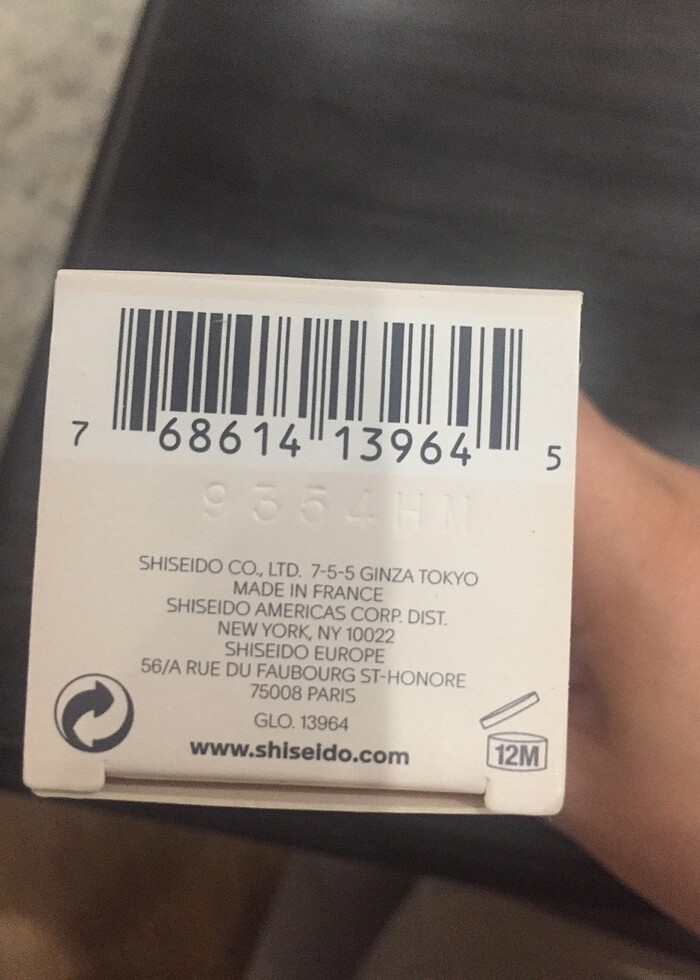 7 68614 13964 5
9354HM
SHISEIDO CO., LTD. 7-5-5 GINZA TOKYO
MADE IN FRANCE
SHISEIDO AMERICAS CORP. DIST.
NEW YORK, NY 10022
SHISEIDO EUROPE
56/A RUE DU FAUBOURG ST-HONORE
75008 PARIS
GLO. 13964
www.shiseido.com
12M